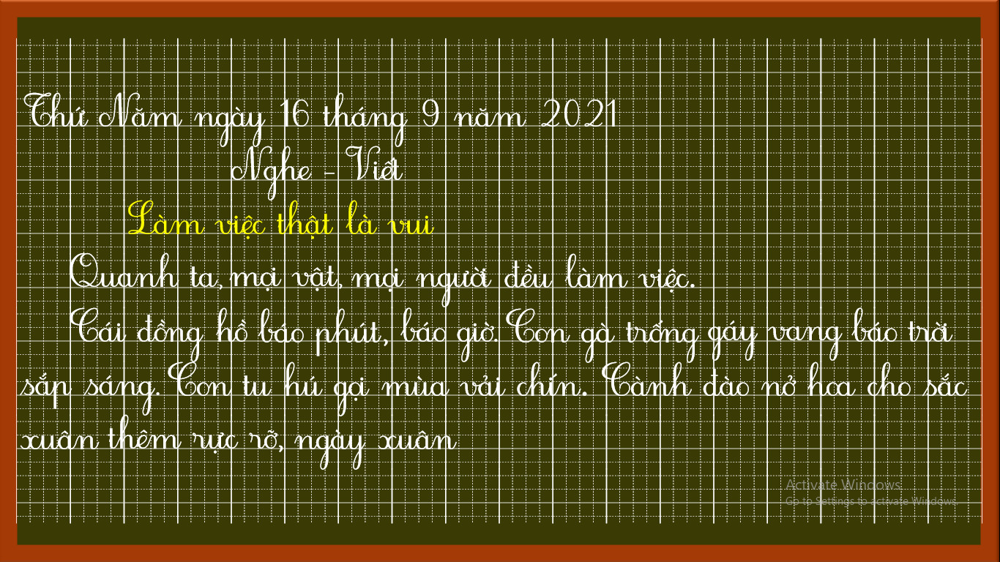 Thứ Năm ngày 16 tháng 9 năm 2021
Nghe - Viết
Làm việc thật là vui
Quanh ta, mọi vật, mọi người đều làm việc.
Cái đồng hồ báo phút, báo giờ. Con gà trống gáy vang báo trời
sắp sáng. Con tu hú gọi mùa vải chín. Cành đào nở hoa cho sắc
xuân thêm rực rỡ, ngày xuân
Activate Windows
Go to Settings to activate Windows.